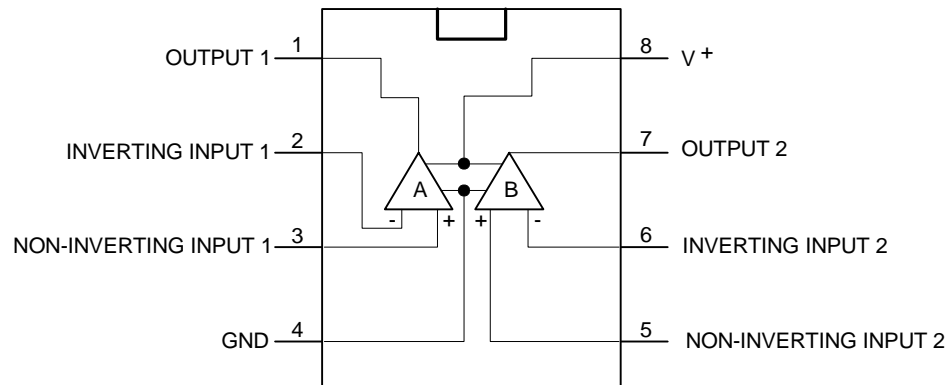 1
OUTPUT 1
8
V+
2
INVERTING INPUT 1
7
OUTPUT 2
A
B
-
+
+
-
3
NON-INVERTING INPUT 1
6
INVERTING INPUT 2
4
GND
5
NON-INVERTING INPUT 2